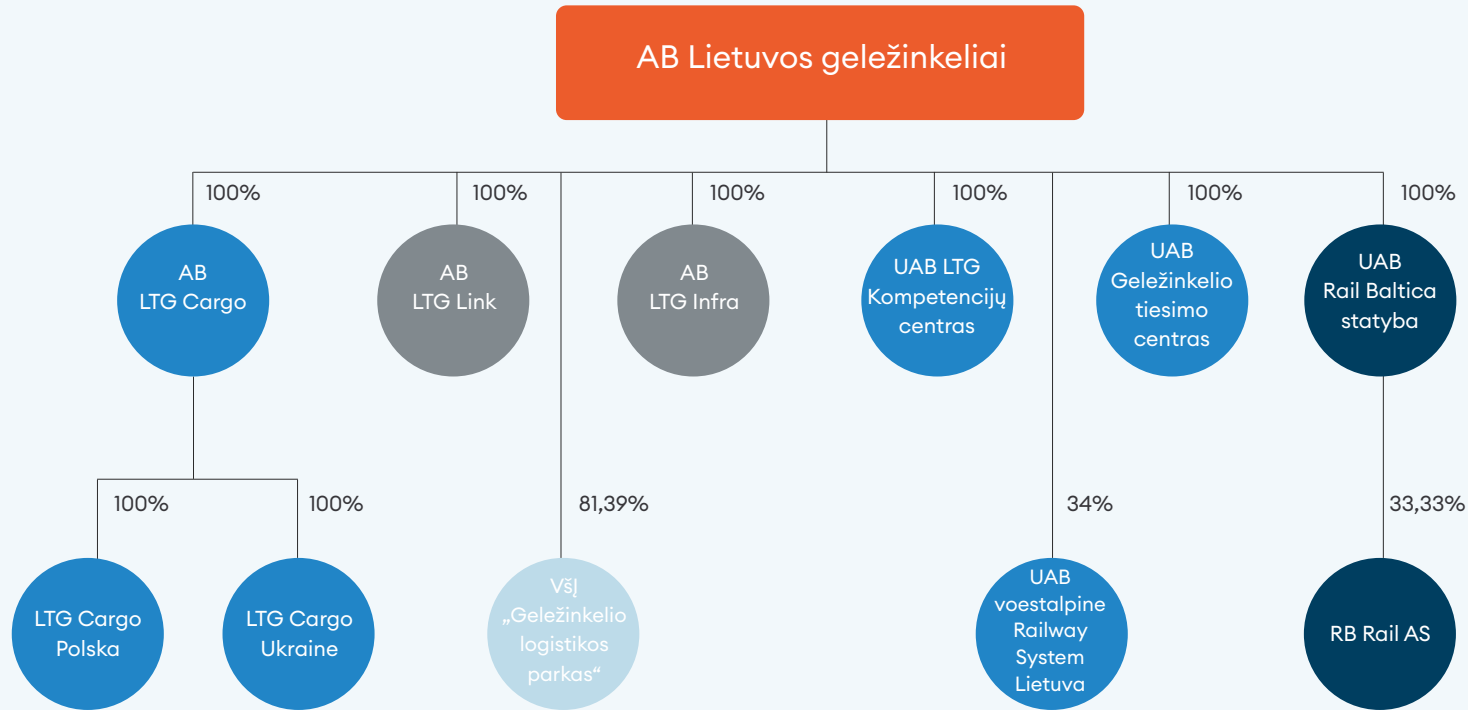 AB Lietuvos geležinkeliai
100%
100%
100%
100%
100%
100%
AB
LTG Cargo
AB
LTG Link
AB
LTG Infra
UAB LTG
Kompetencijų
centras
UAB
Geležinkelio
tiesimo
centras
UAB
Rail Baltica
statyba
100%
100%
81,39%
34%
33,33%
LTG Cargo
Polska
LTG Cargo
Ukraine
VšĮ
„Geležinkelio
logistikos
parkas“
UAB
voestalpine
Railway
System
Lietuva
RB Rail AS